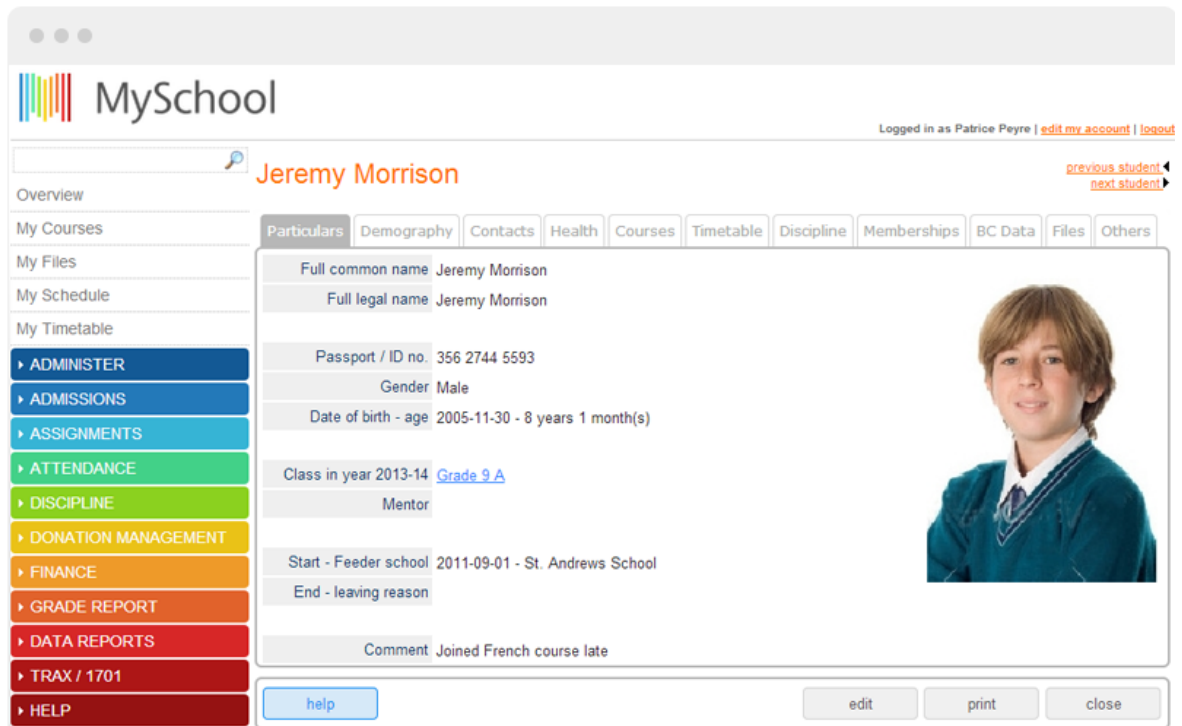 MySchool
Logged in as Patrice Peyre | edit my account | logout
Jeremy Morrison
previous student
next student
Overview
My Courses
My Files
My Schedule
My Timetable
ADMINISTER
ADMISSIONS
ASSIGNMENTS
ATTENDANCE
DISCIPLINE
DONATION MANAGEMENT
FINANCE
GRADE REPORT
DATA REPORTS
TRAX / 1701
HELP
Particulars Demography Contacts Health Courses Timetable Discipline Memberships BC Data Files Others
Full common name Jeremy Morrison
Full legal name Jeremy Morrison
Passport / ID no. 356 2744 5593
Gender Male
Date of birth - age 2005-11-30 - 8 years 1 month(s)
Class in year 2013-14 Grade 9 A
Mentor
Start - Feeder school 2011-09-01 - St. Andrews School
End - leaving reason
Comment Joined French course late
help edit print close